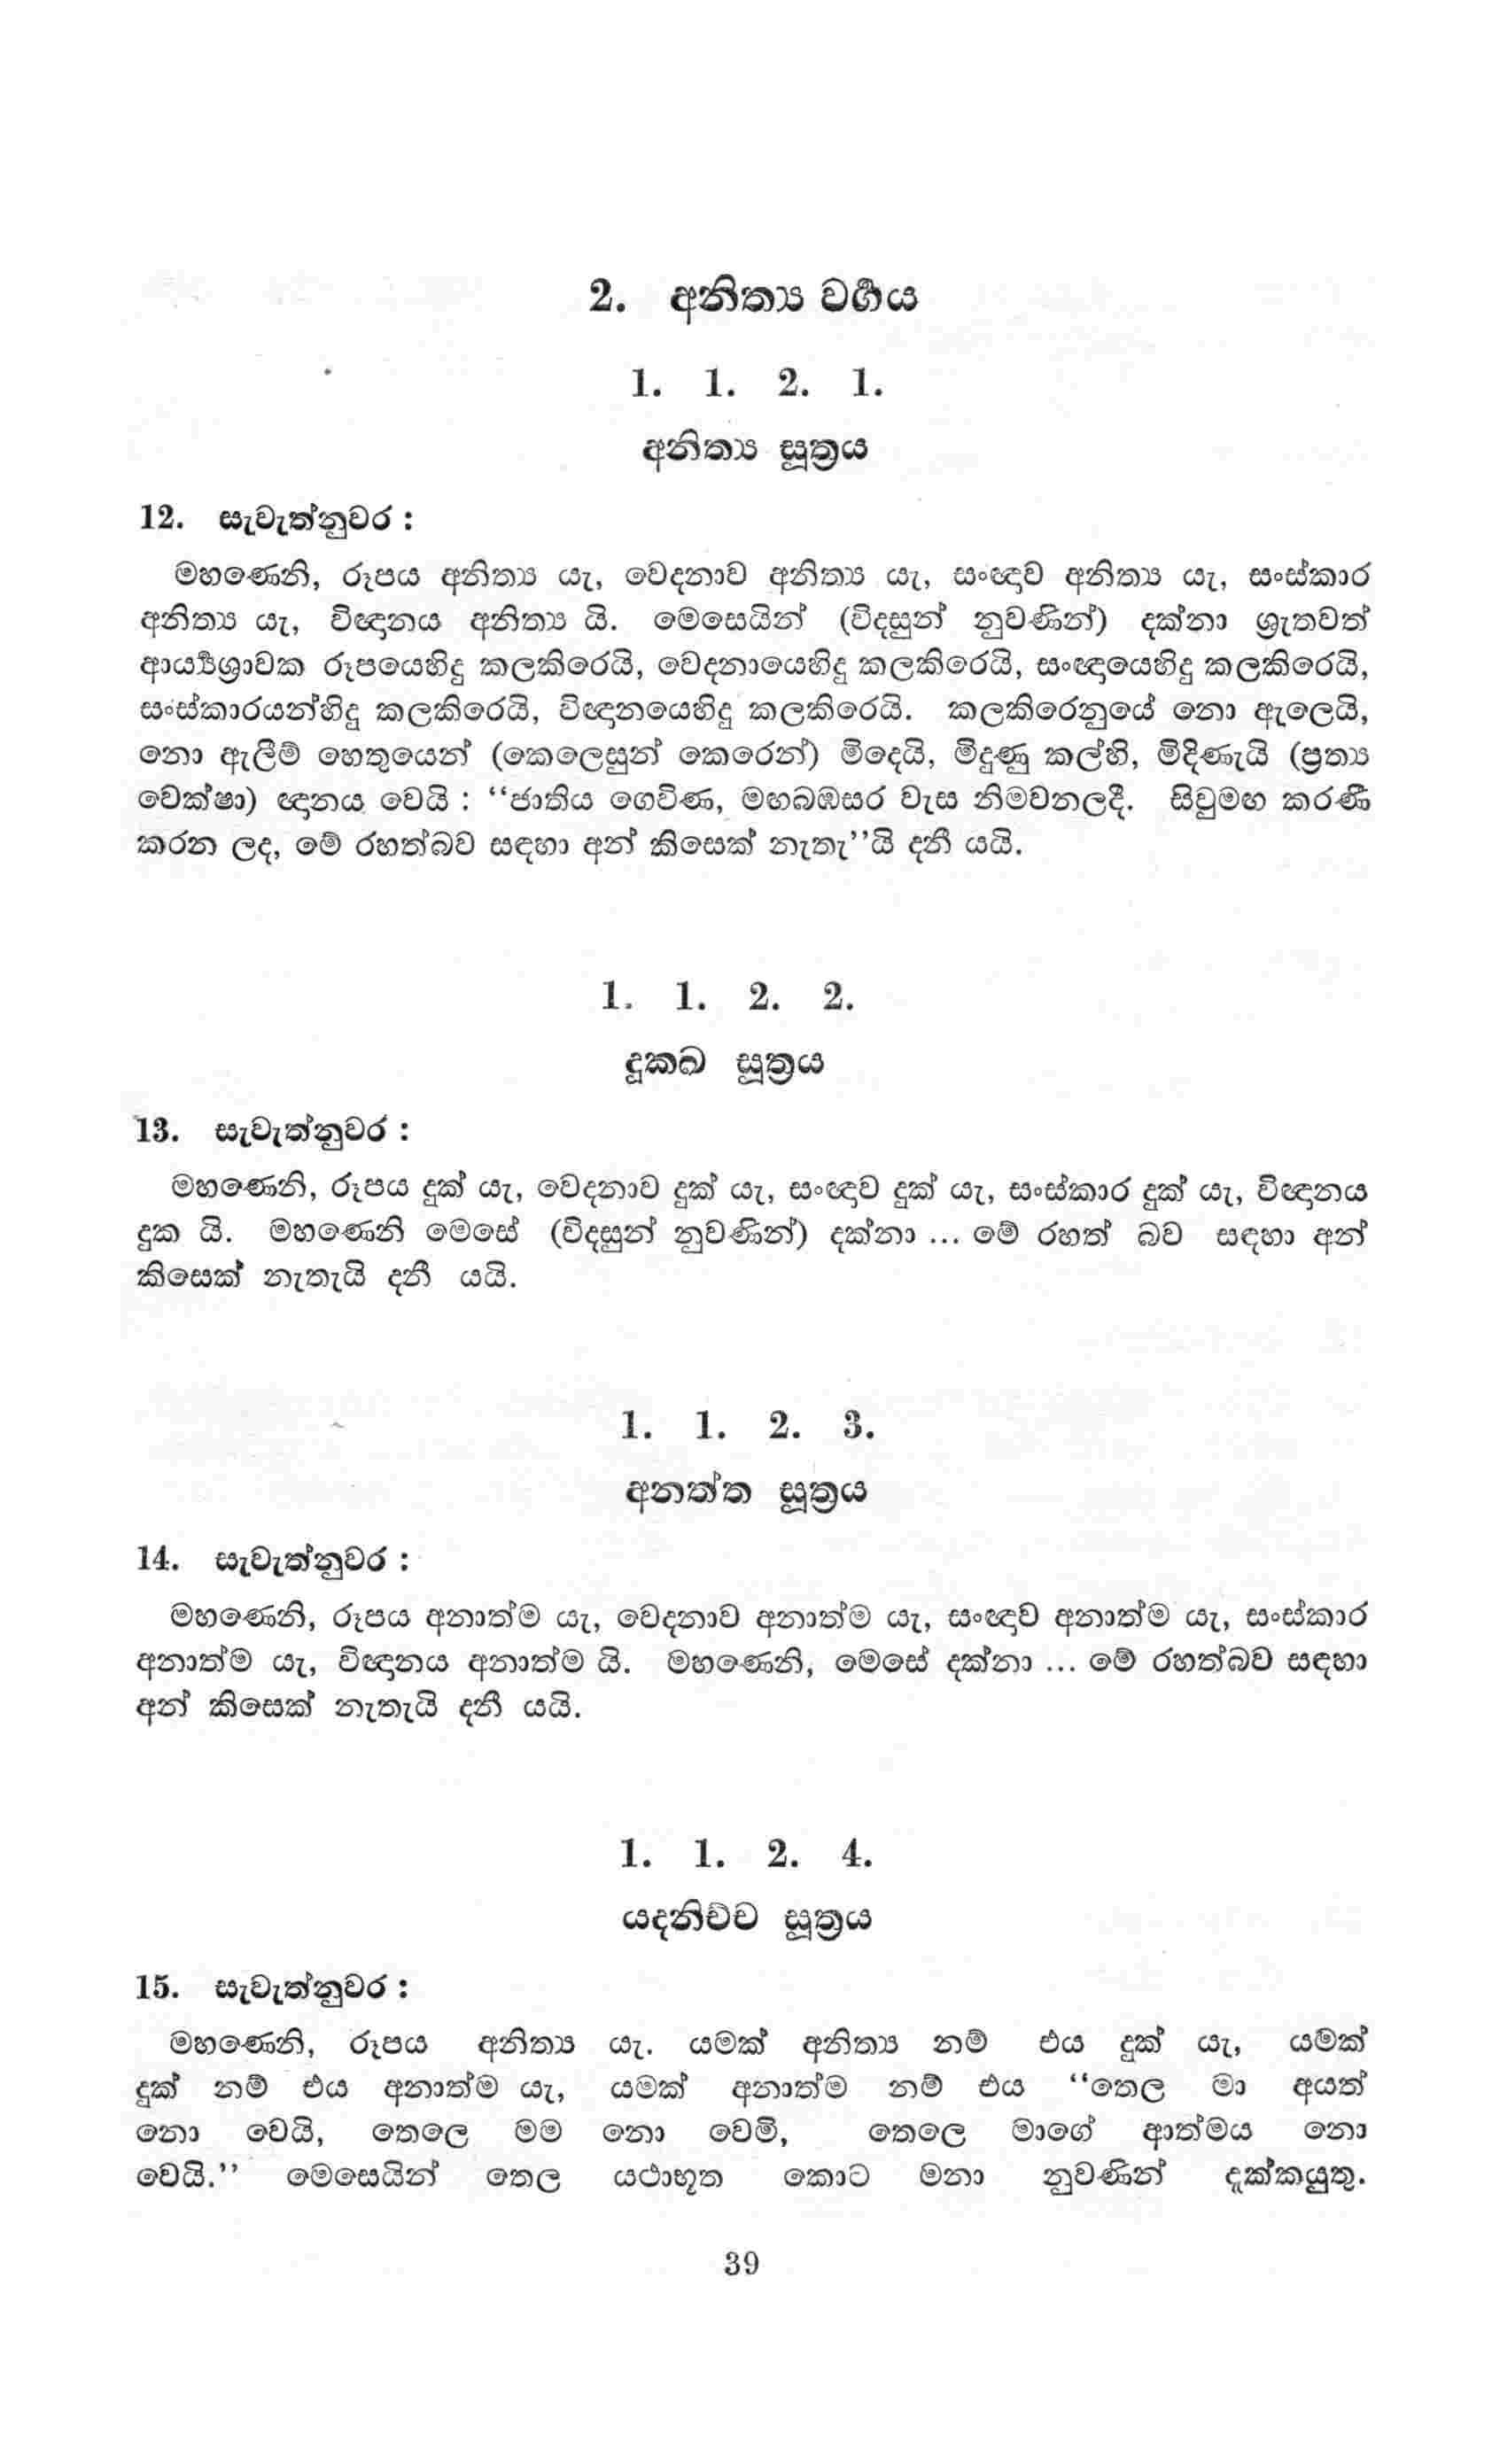 2. අනිත්‍ය වර්‍ගය
1. 1. 2. 1.
අනිත්‍ය සූත්‍රය
12. සැවැත්නුවර :
මහණෙනි, රූපය අනිත්‍ය යැ, වෙදනාව අනිත්‍ය යැ, සංඥාව අනිත්‍ය යැ, සංස්කාර
අනිත්‍ය යැ, විඥානය අනිත්‍ය යි. මෙසෙයින් (විදසුන් නුවණින්) දක්නා ශ්‍රැතවත්
ආර්‍ය්‍යශ්‍රාවක රූපයෙහිදු කලකිරෙයි, වෙදනායෙහිදු කලකිරෙයි, සංඥායෙහිදු කලකිරෙයි,
සංස්කාරයන්හිදු කලකිරෙයි, විඥානයෙහිදු කලකිරෙයි. කලකිරෙනුයේ නො ඇලෙයි,
නො ඇලීම් හෙතුයෙන් (කෙලෙසුන් කෙරෙන්) මිදෙයි, මිදුණු කල්හි, මිදිණැයි (ප්‍රත්‍ය
වෙක්ෂා) ඥානය වෙයි : “ජාතිය ගෙවිණ, මඟබඹසර වැස නිමවනලදී. සිවුමඟ කරණී
කරන ලද, මේ රහත්බව සඳහා අන් කිසෙක් නැතැ”යි දනී යයි.
1. 1. 2. 2.
දුකඛ සූත්‍රය
13. සැවැත්නුවර :
මහණෙනි, රූපය දුක් යැ, වෙදනාව දුක් යැ, සංඥාව දුක් යැ, සංස්කාර දුක් යැ, විඥානය
දුක යි. මහණෙනි මෙසේ (විදසුන් නුවණින්) දක්නා ... මේ රහත් බව සඳහා අන්
කිසෙක් නැතැයි දනී යයි.
1. 1. 2. 3.
අනත්ත සූත්‍රය
14. සැවැත්නුවර :
මහණෙනි, රූපය අනාත්ම යැ, වෙදනාව අනාත්ම යැ, සංඥාව අනාත්ම යැ, සංස්කාර
අනාත්ම යැ, විඥානය අනාත්ම යි. මහණෙනි, මෙසේ දක්නා ... මේ රහත්බව සඳහා
අන් කිසෙක් නැතැයි දනී යයි.
1. 1. 2. 4.
යදනිච්ච සූත්‍රය
15. සැවැත්නුවර :
මහණෙනි, රූපය අනිත්‍ය යැ. යමක් අනිත්‍ය නම් එය දුක් යැ, යමක්
දුක් නම් එය අනාත්ම යැ, යමක් අනාත්ම නම් එය “තෙල මා අයත්
නො වෙයි, තෙලෙ මම නො වෙමි, තෙලෙ මාගේ ආත්මය නො
වෙයි.” මෙසෙයින් තෙල යථාභූත කොට මනා නුවණින් දැක්කයුතු.
39